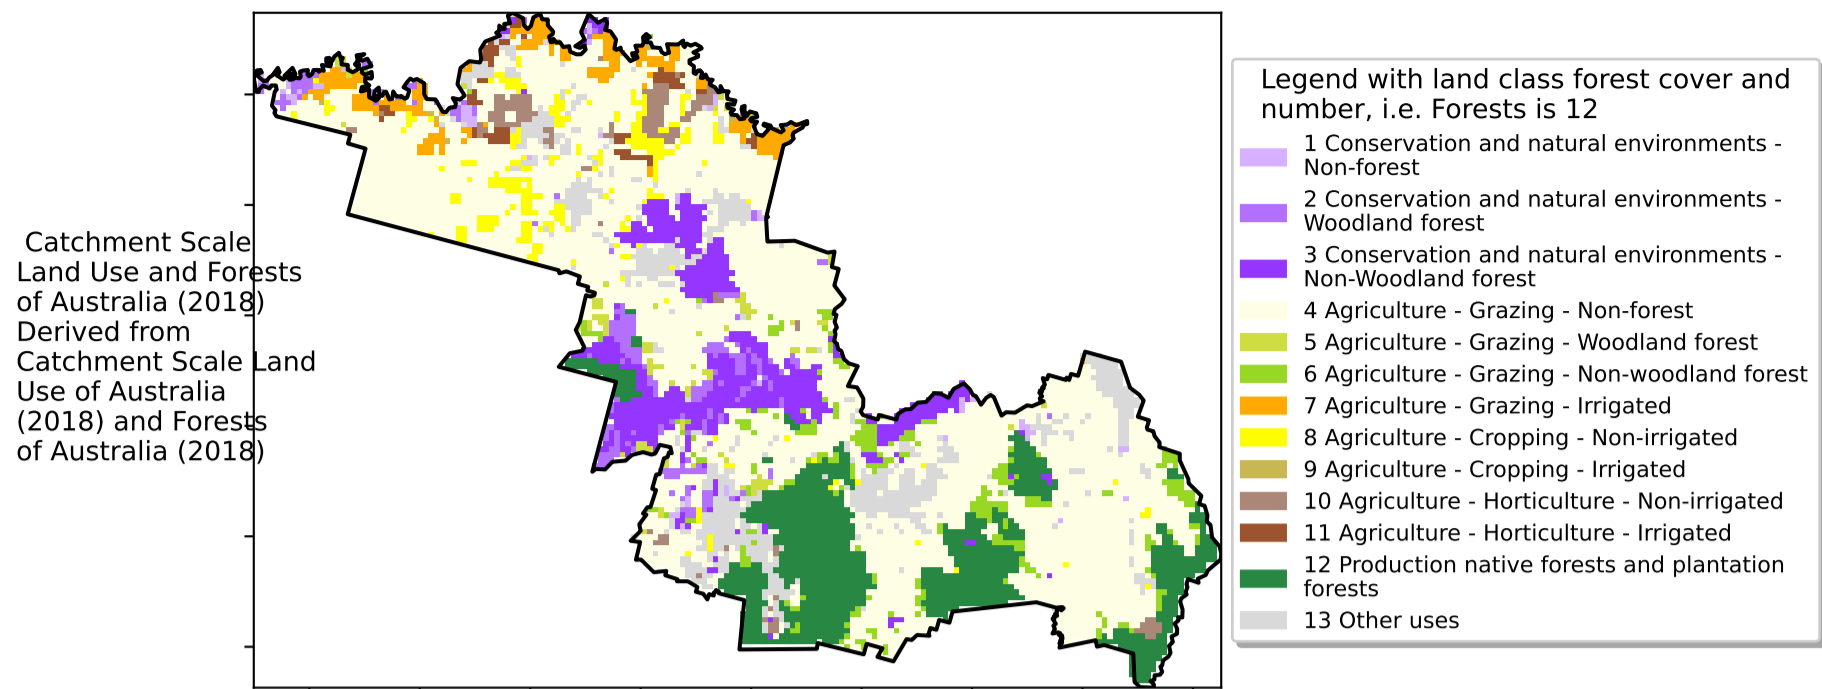 Catchment Scale
Land Use and Forests
of Australia (2018)
Derived from
Catchment Scale Land
Use of Australia
(2018) and Forests
of Australia (2018)
Legend with land class forest cover and
number, i.e. Forests is 12
1 Conservation and natural environments -
Non-forest
2 Conservation and natural environments -
Woodland forest
3 Conservation and natural environments -
Non-Woodland forest
4 Agriculture - Grazing - Non-forest
5 Agriculture - Grazing - Woodland forest
6 Agriculture - Grazing - Non-woodland forest
7 Agriculture - Grazing - Irrigated
8 Agriculture - Cropping - Non-irrigated
9 Agriculture - Cropping - Irrigated
10 Agriculture - Horticulture - Non-irrigated
11 Agriculture - Horticulture - Irrigated
12 Production native forests and plantation
forests
13 Other uses